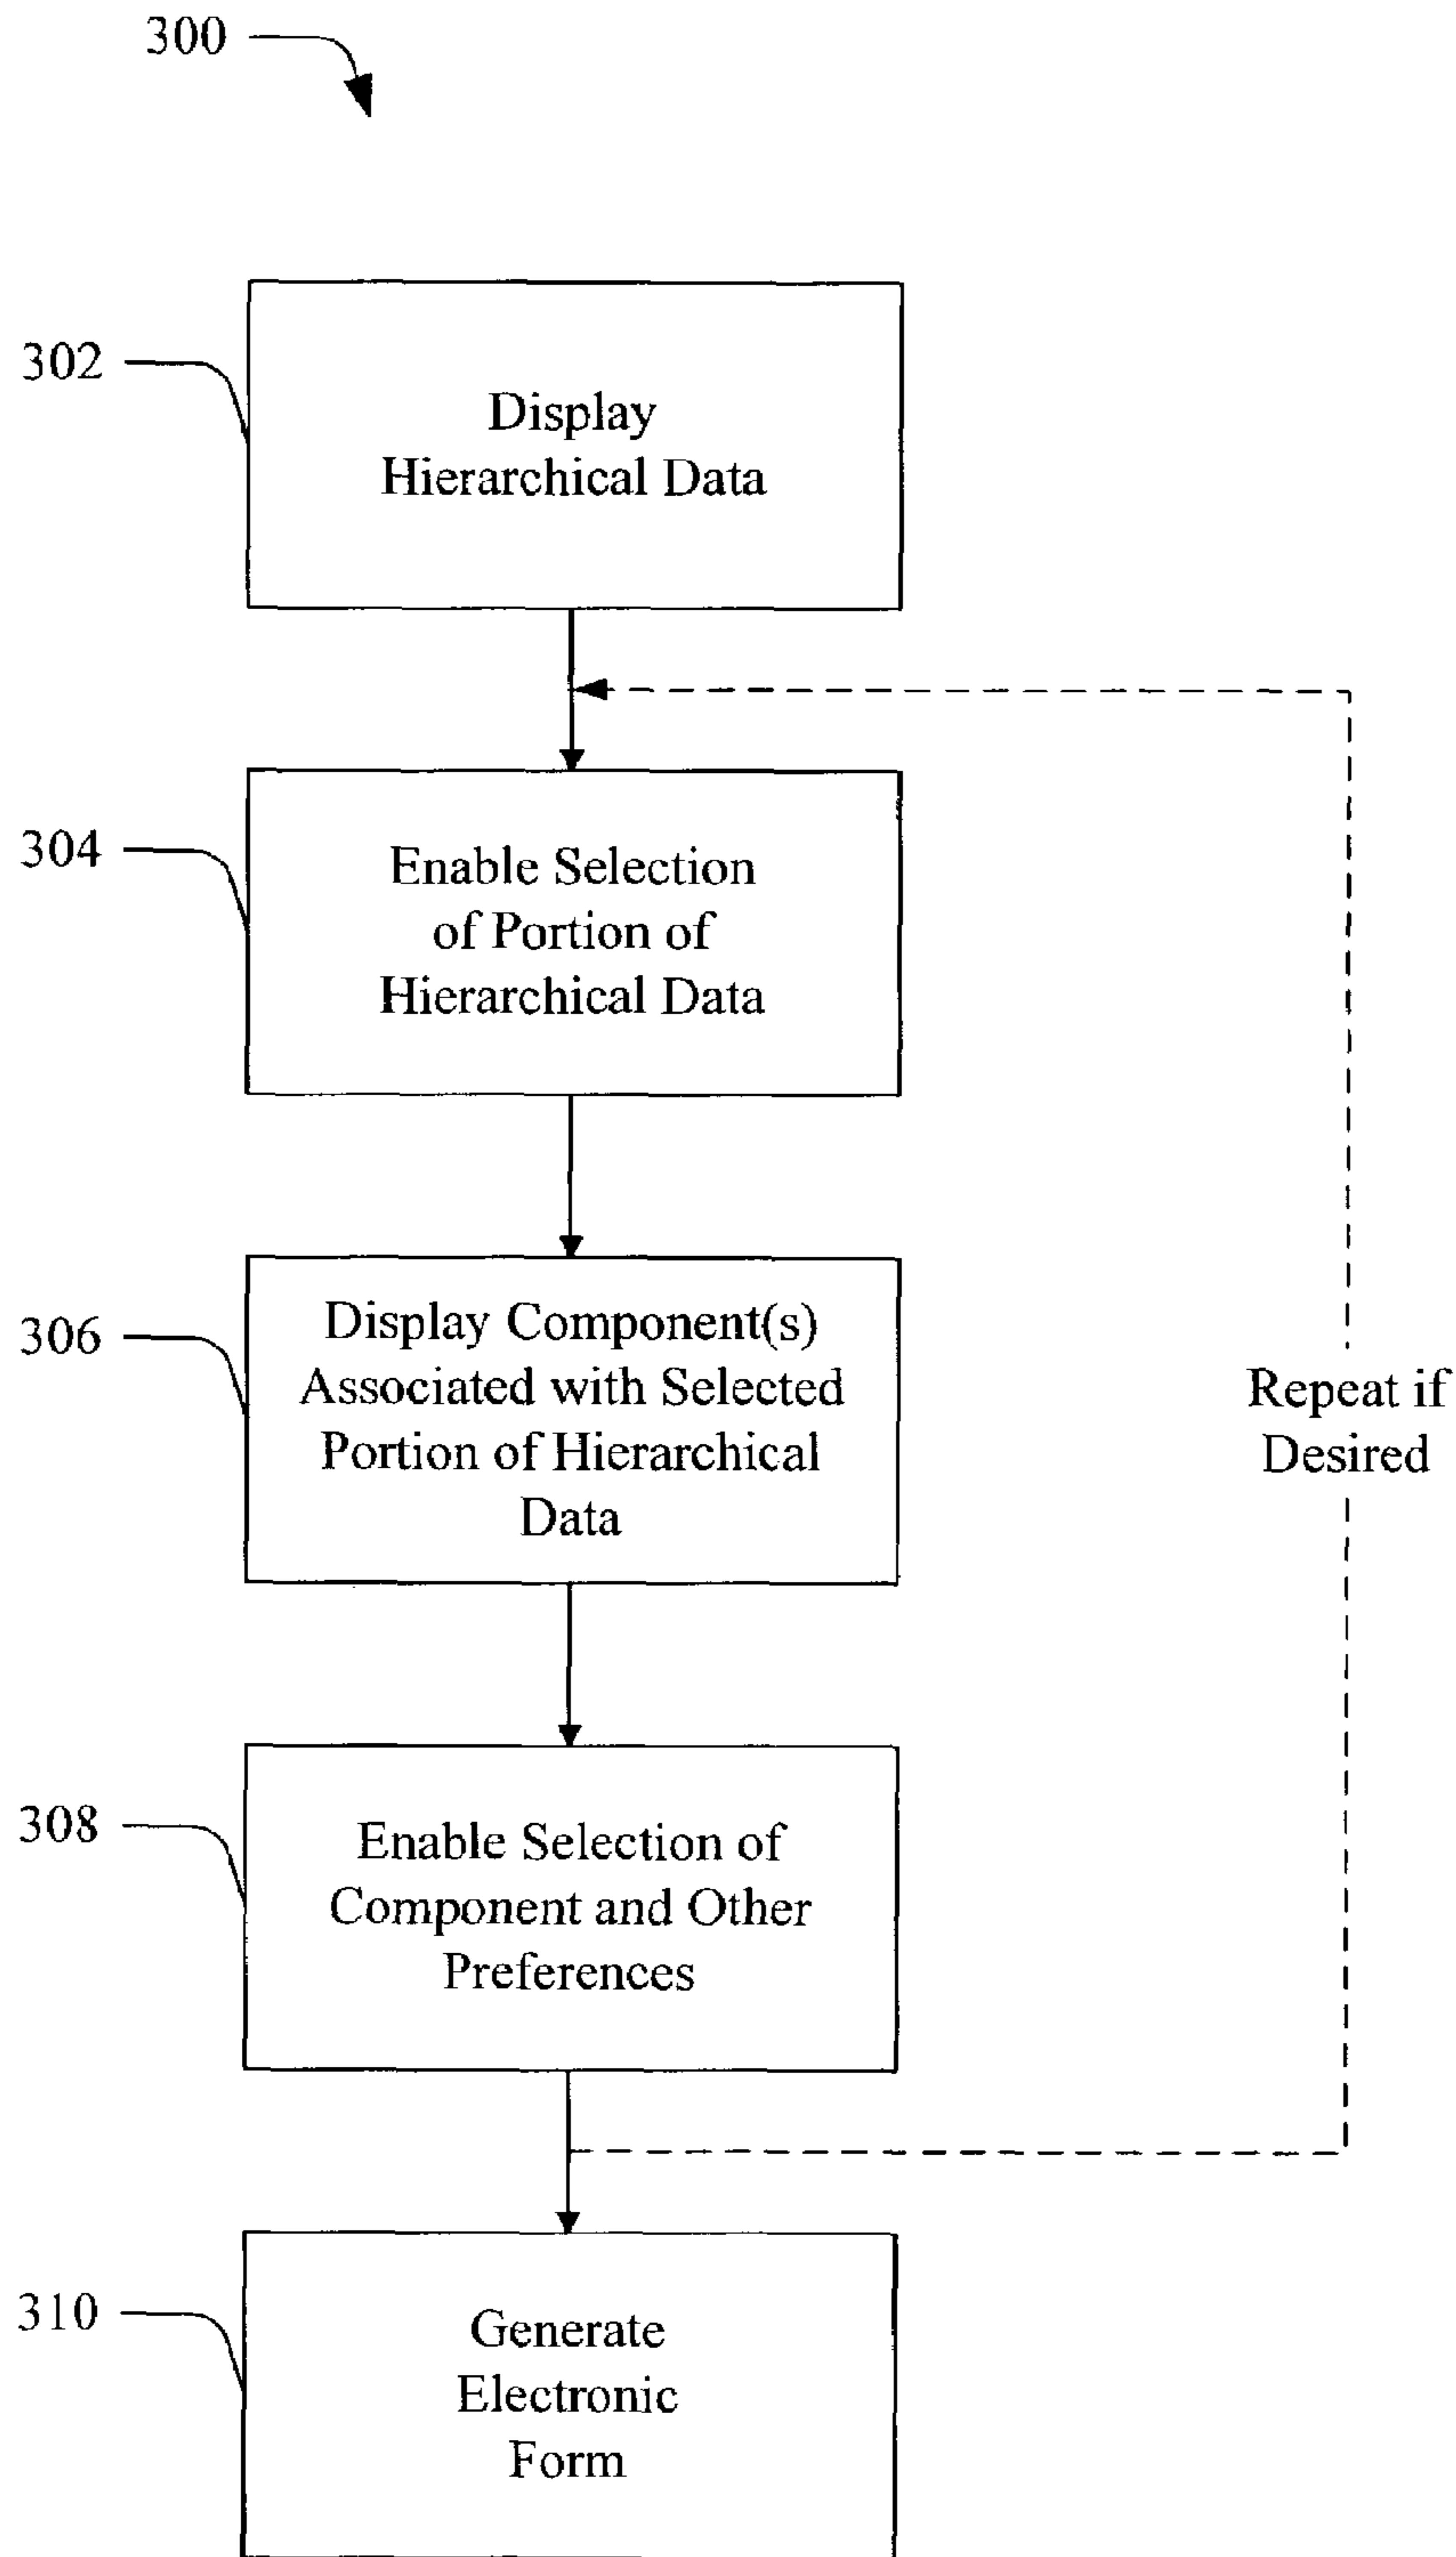 300
302
Display
Hierarchical Data
304
Enable Selection
of Portion of
Hierarchical Data
306
Display Component(s)
Associated with Selected
Portion of Hierarchical
Data
Repeat if
Desired
308
Enable Selection of
Component and Other
Preferences
310
Generate
Electronic
Form